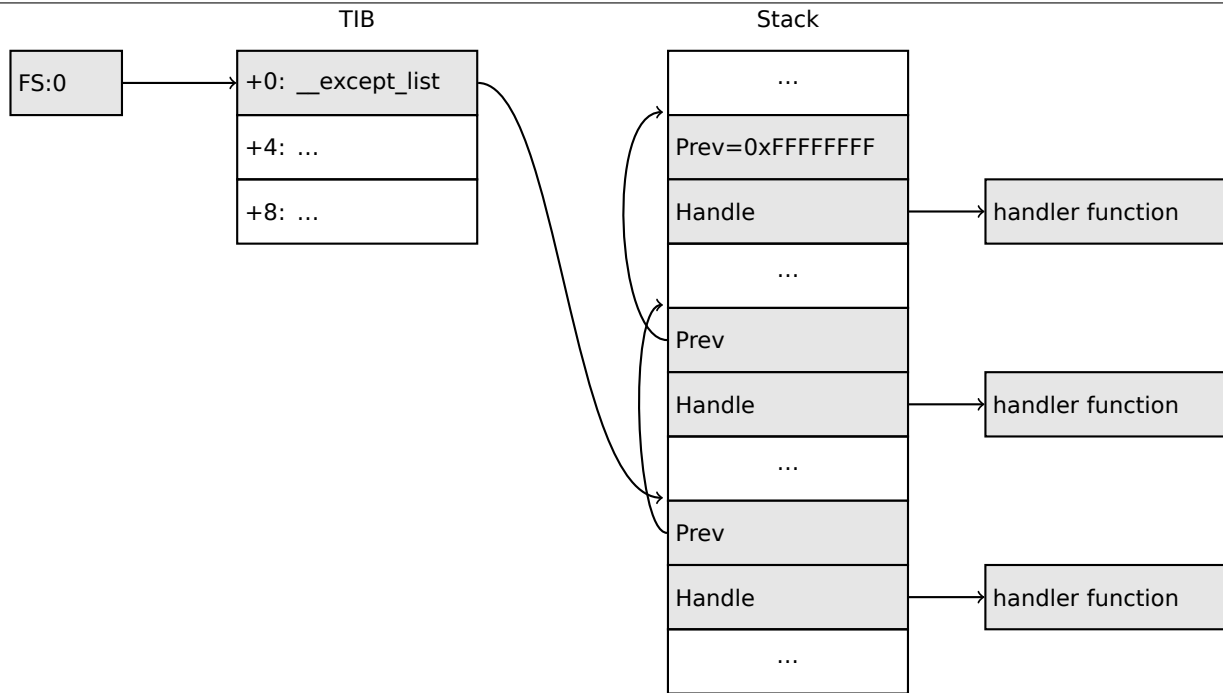 TIB
Stack
FS:0
+0: __except_list
+4: ...
+8: ...
...
Prev=0xFFFFFFFF
Handle
handler function
...
Prev
Handle
handler function
...
Prev
Handle
handler function
...